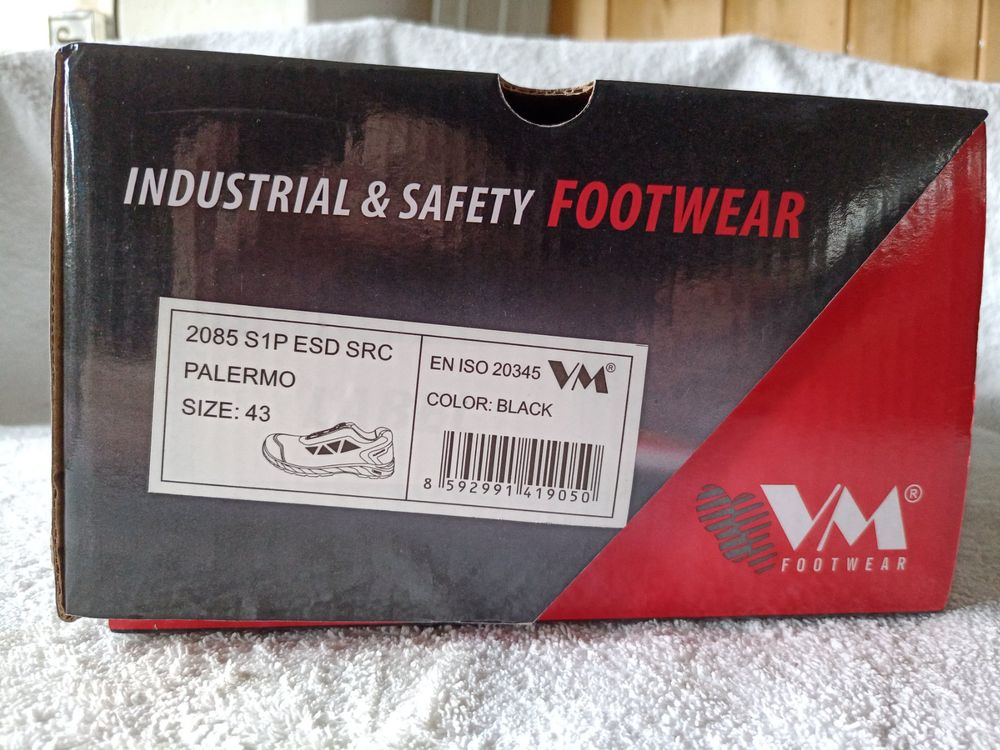 INDUSTRIAL & SAFETY FOOTWEAR
2085 S1P ESD SRC
PALERMO
SIZE: 43
EN ISO 20345 VM®
COLOR: BLACK
8 592991 419050
VM®
FOOTWEAR